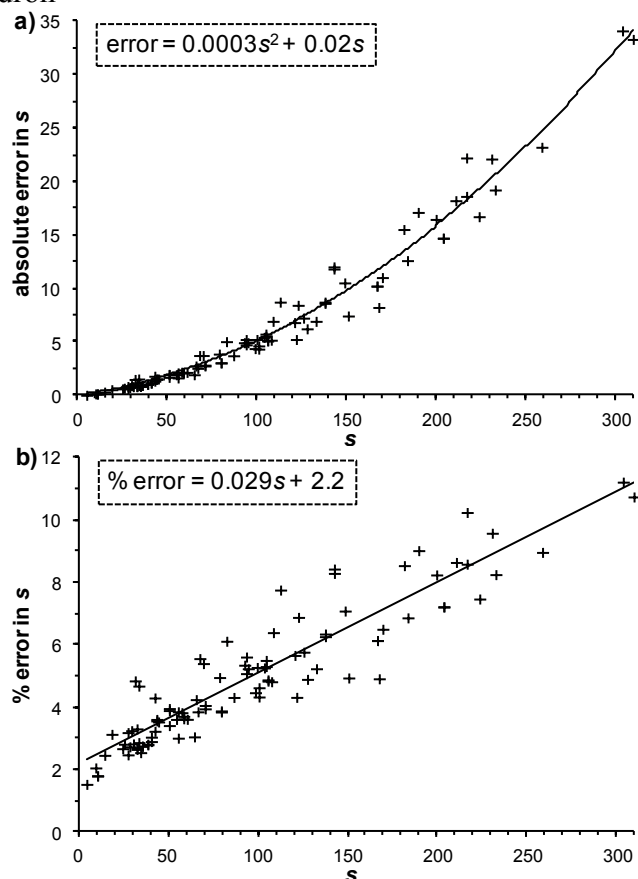 a)
35
error = 0.0003s² + 0.02s
30
25
20
15
10
5
0
absolute error in s
0 50 100 150 200 250 300
s
b)
12
% error = 0.029s + 2.2
10
8
6
4
2
0
% error in s
0 50 100 150 200 250 300
s